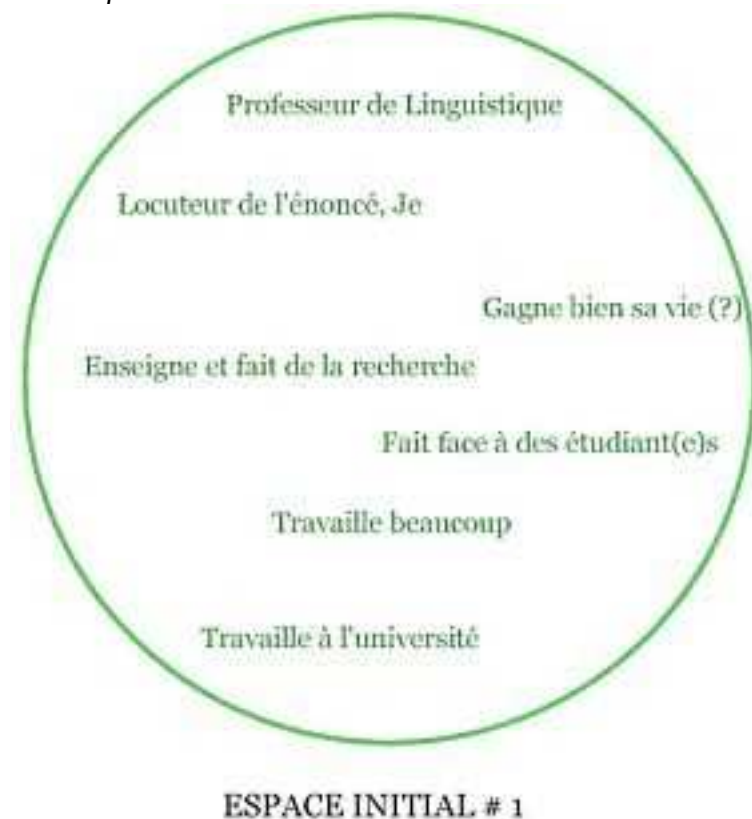 Professeur de Linguistique
Locuteur de l'énoncé, Je
Gagne bien sa vie (?)
Enseigne et fait de la recherche
Fait face à des étudiant(e)s
Travaille beaucoup
Travaille à l'université
ESPACE INITIAL # 1